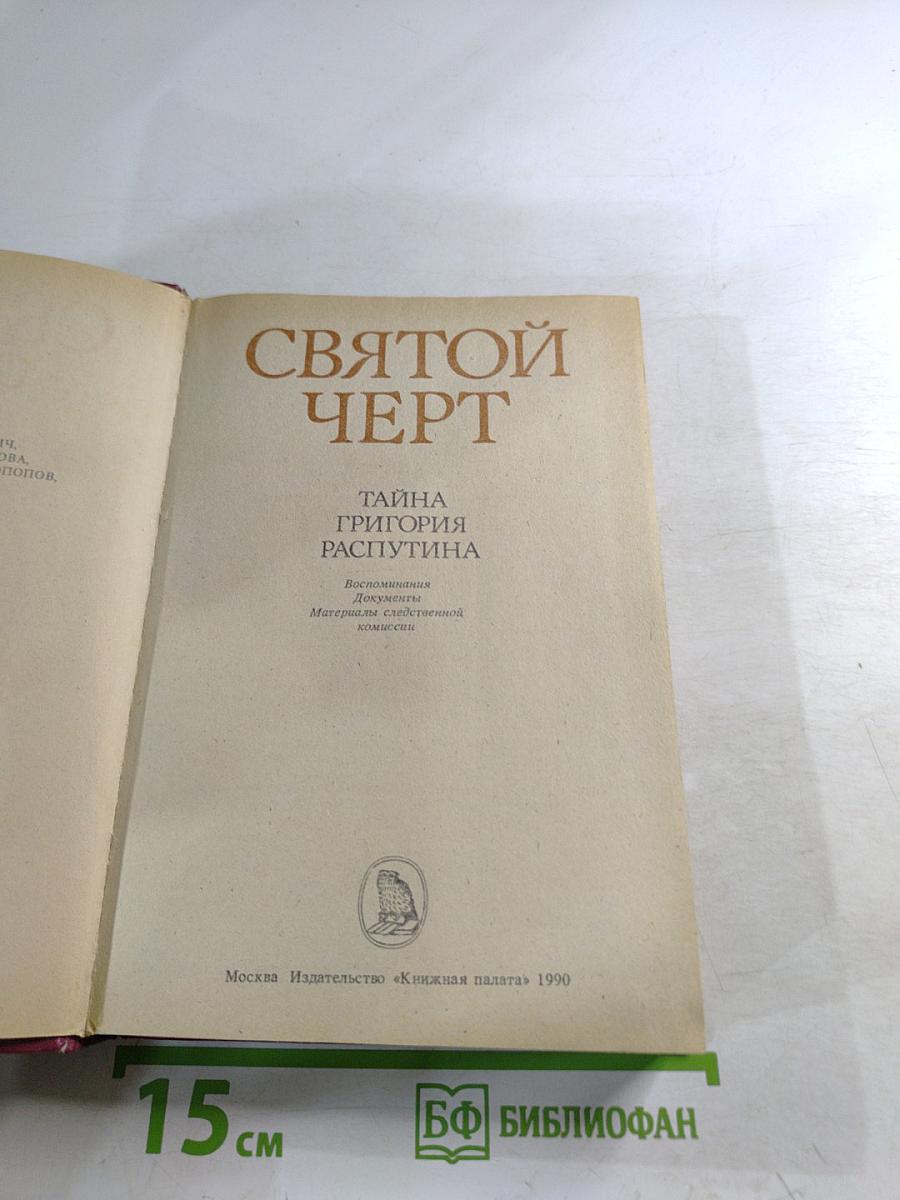 СВЯТОЙ
ЧЕРТ
ТАЙНА
ГРИГОРИЯ
РАСПУТИНА
Воспоминания
Документы
Материалы следственной
комиссии
Москва Издательство «Книжная палата» 1990
15 см
БФ БИБЛИОФАН